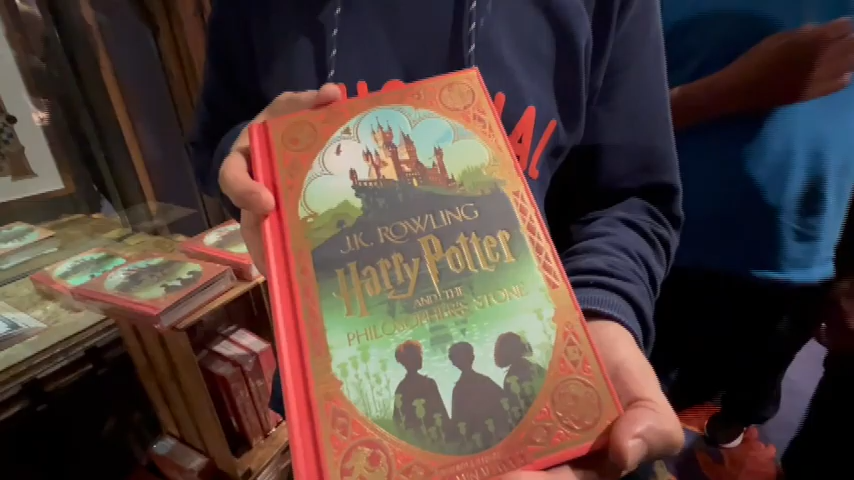 J.K. ROWLING
Harry Potter
AND THE
PHILOSOPHER'S STONE